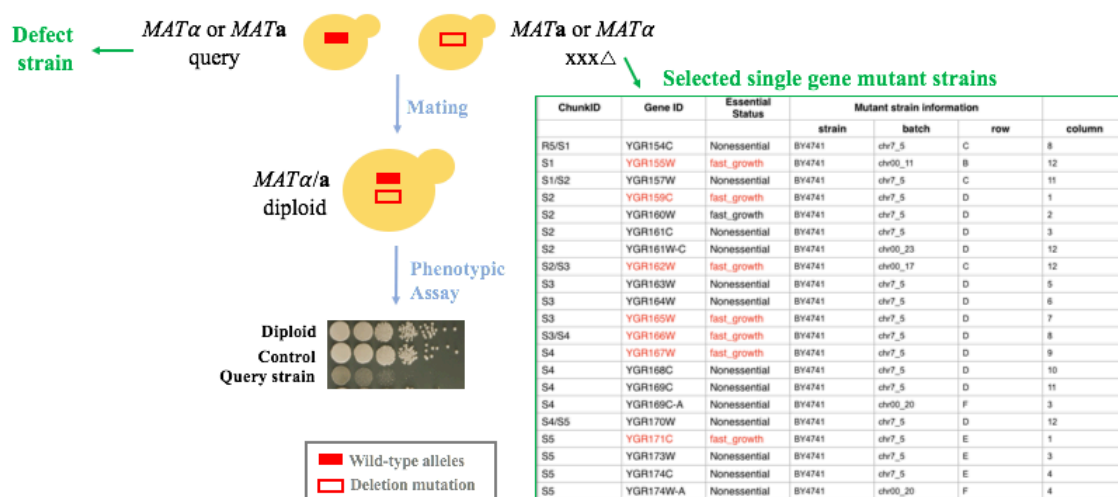 Defect
strain
MATα or MATa
query
MATa or MATα
xxx△
Selected single gene mutant strains
Mating
MATα/a
diploid
Phenotypic
Assay
Diploid
Control
Query strain
Wild-type alleles
Deletion mutation
ChunkID Gene ID Essential Status Mutant strain information
strain batch row column
R5/S1 YGR154C Nonessential BY4741 chr7_5 C 8
S1 YGR155W fast_growth BY4741 chr00_11 B 12
S1/S2 YGR157W Nonessential BY4741 chr7_5 C 11
S2 YGR159C fast_growth BY4741 chr7_5 D 1
S2 YGR160W fast_growth BY4741 chr7_5 D 2
S2 YGR161C Nonessential BY4741 chr7_5 D 3
S2 YGR161W-C Nonessential BY4741 chr00_23 D 12
S2/S3 YGR162W fast_growth BY4741 chr00_17 C 12
S3 YGR163W Nonessential BY4741 chr7_5 D 5
S3 YGR164W Nonessential BY4741 chr7_5 D 6
S3 YGR165W fast_growth BY4741 chr7_5 D 7
S3/S4 YGR166W fast_growth BY4741 chr7_5 D 8
S4 YGR167W fast_growth BY4741 chr7_5 D 9
S4 YGR168C Nonessential BY4741 chr7_5 D 10
S4 YGR169C Nonessential BY4741 chr7_5 D 11
S4 YGR169C-A Nonessential BY4741 chr00_20 F 3
S4/S5 YGR170W Nonessential BY4741 chr7_5 D 12
S5 YGR171C fast_growth BY4741 chr7_5 E 1
S5 YGR173W Nonessential BY4741 chr7_5 E 3
S5 YGR174C Nonessential BY4741 chr7_5 E 4
S5 YGR174W-A Nonessential BY4741 chr00_20 F 4